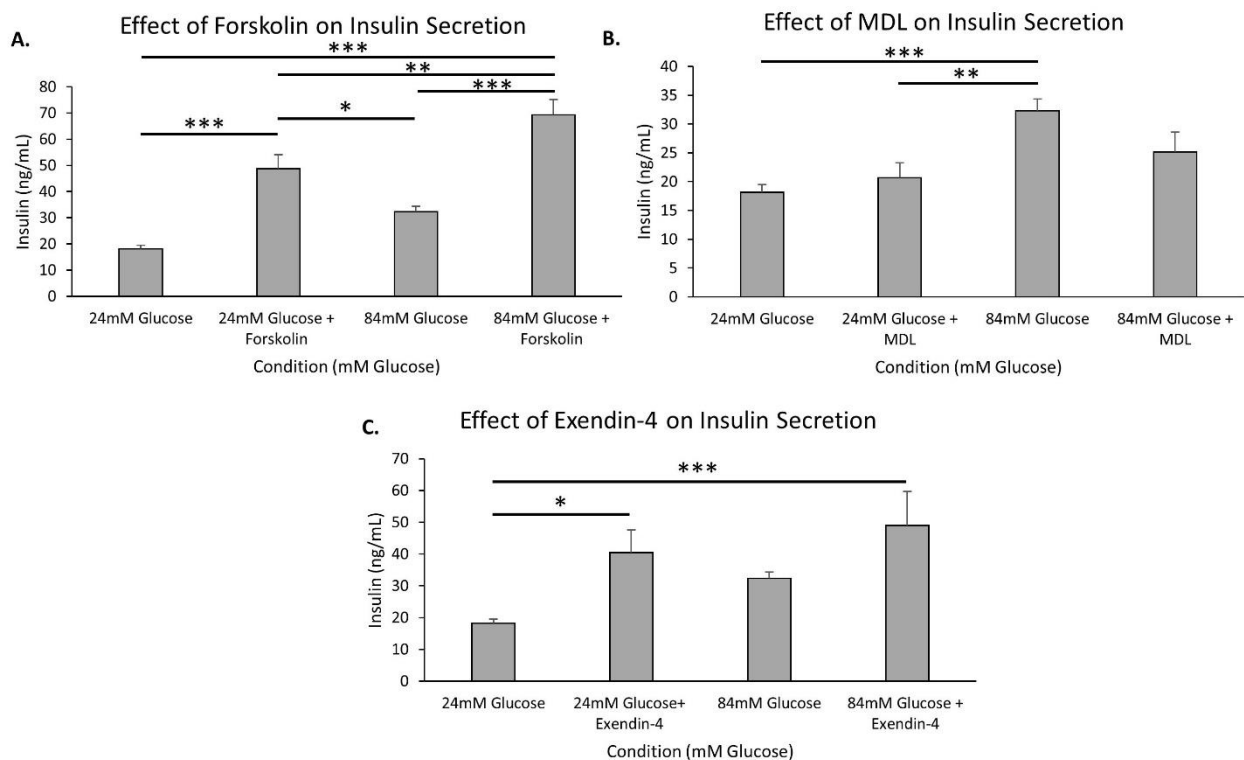 A.
Effect of Forskolin on Insulin Secretion
***
**
***
***
*
Insulin (ng/mL)
80
70
60
50
40
30
20
10
0
24mM Glucose
24mM Glucose +
Forskolin
84mM Glucose
84mM Glucose +
Forskolin
Condition (mM Glucose)
B.
Effect of MDL on Insulin Secretion
***
**
Insulin (ng/mL)
40
35
30
25
20
15
10
5
0
24mM Glucose
24mM Glucose +
MDL
84mM Glucose
84mM Glucose +
MDL
Condition (mM Glucose)
C.
Effect of Exendin-4 on Insulin Secretion
***
*
Insulin (ng/mL)
70
60
50
40
30
20
10
0
24mM Glucose
24mM Glucose+
Exendin-4
84mM Glucose
84mM Glucose +
Exendin-4
Condition (mM Glucose)